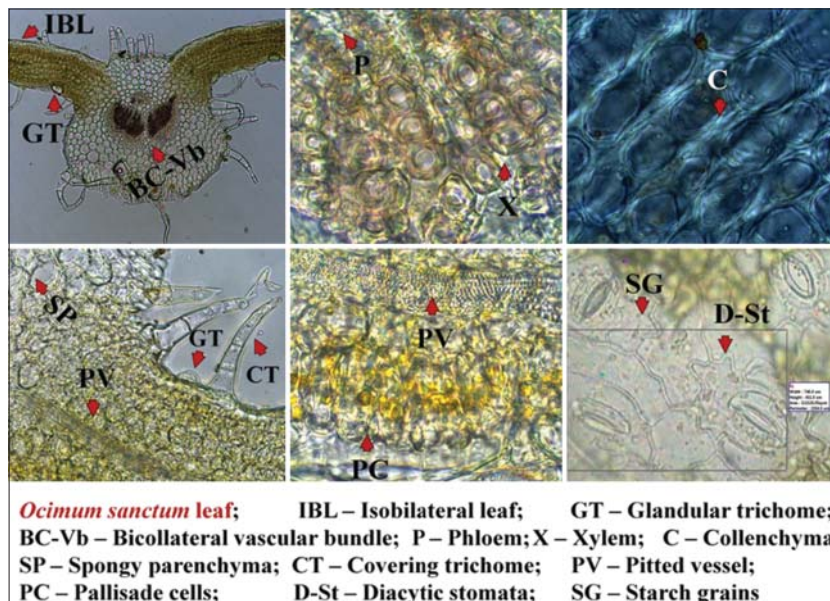 IBL
GT
BC-Vb
P
X
C
SP
GT
CT
PV
PV
PC
SG
D-St
Ocimum sanctum leaf; IBL – Isobilateral leaf; GT – Glandular trichome;
BC-Vb – Bicollateral vascular bundle; P – Phloem; X – Xylem; C – Collenchyma
SP – Spongy parenchyma; CT – Covering trichome; PV – Pitted vessel;
PC – Pallisade cells; D-St – Diacytic stomata; SG – Starch grains